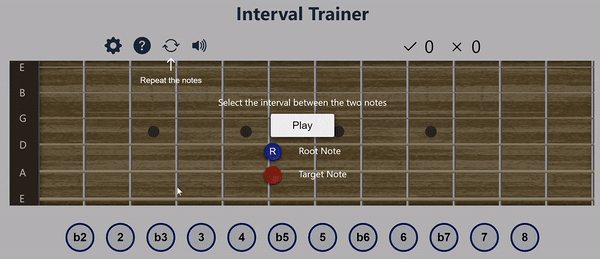 Interval Trainer
? ✓ 0 × 0
Repeat the notes
E
B
Select the interval between the two notes
G
Play
D
R Root Note
A
Target Note
E
b2 2 b3 3 4 b5 5 b6 6 b7 7 8